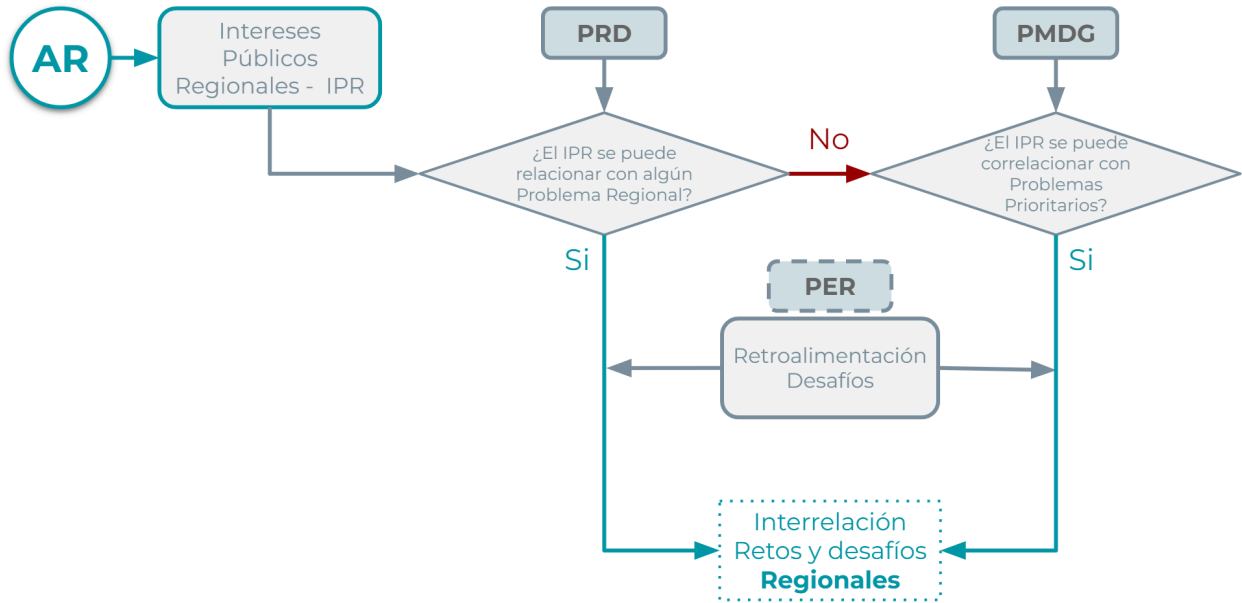 AR
Intereses
Públicos
Regionales - IPR
PRD
¿El IPR se puede
relacionar con algún
Problema Regional?
No
PMDG
¿El IPR se puede
correlacionar con
Problemas
Prioritarios?
Si
Si
PER
Retroalimentación
Desafíos
Interrelación
Retos y desafíos
Regionales